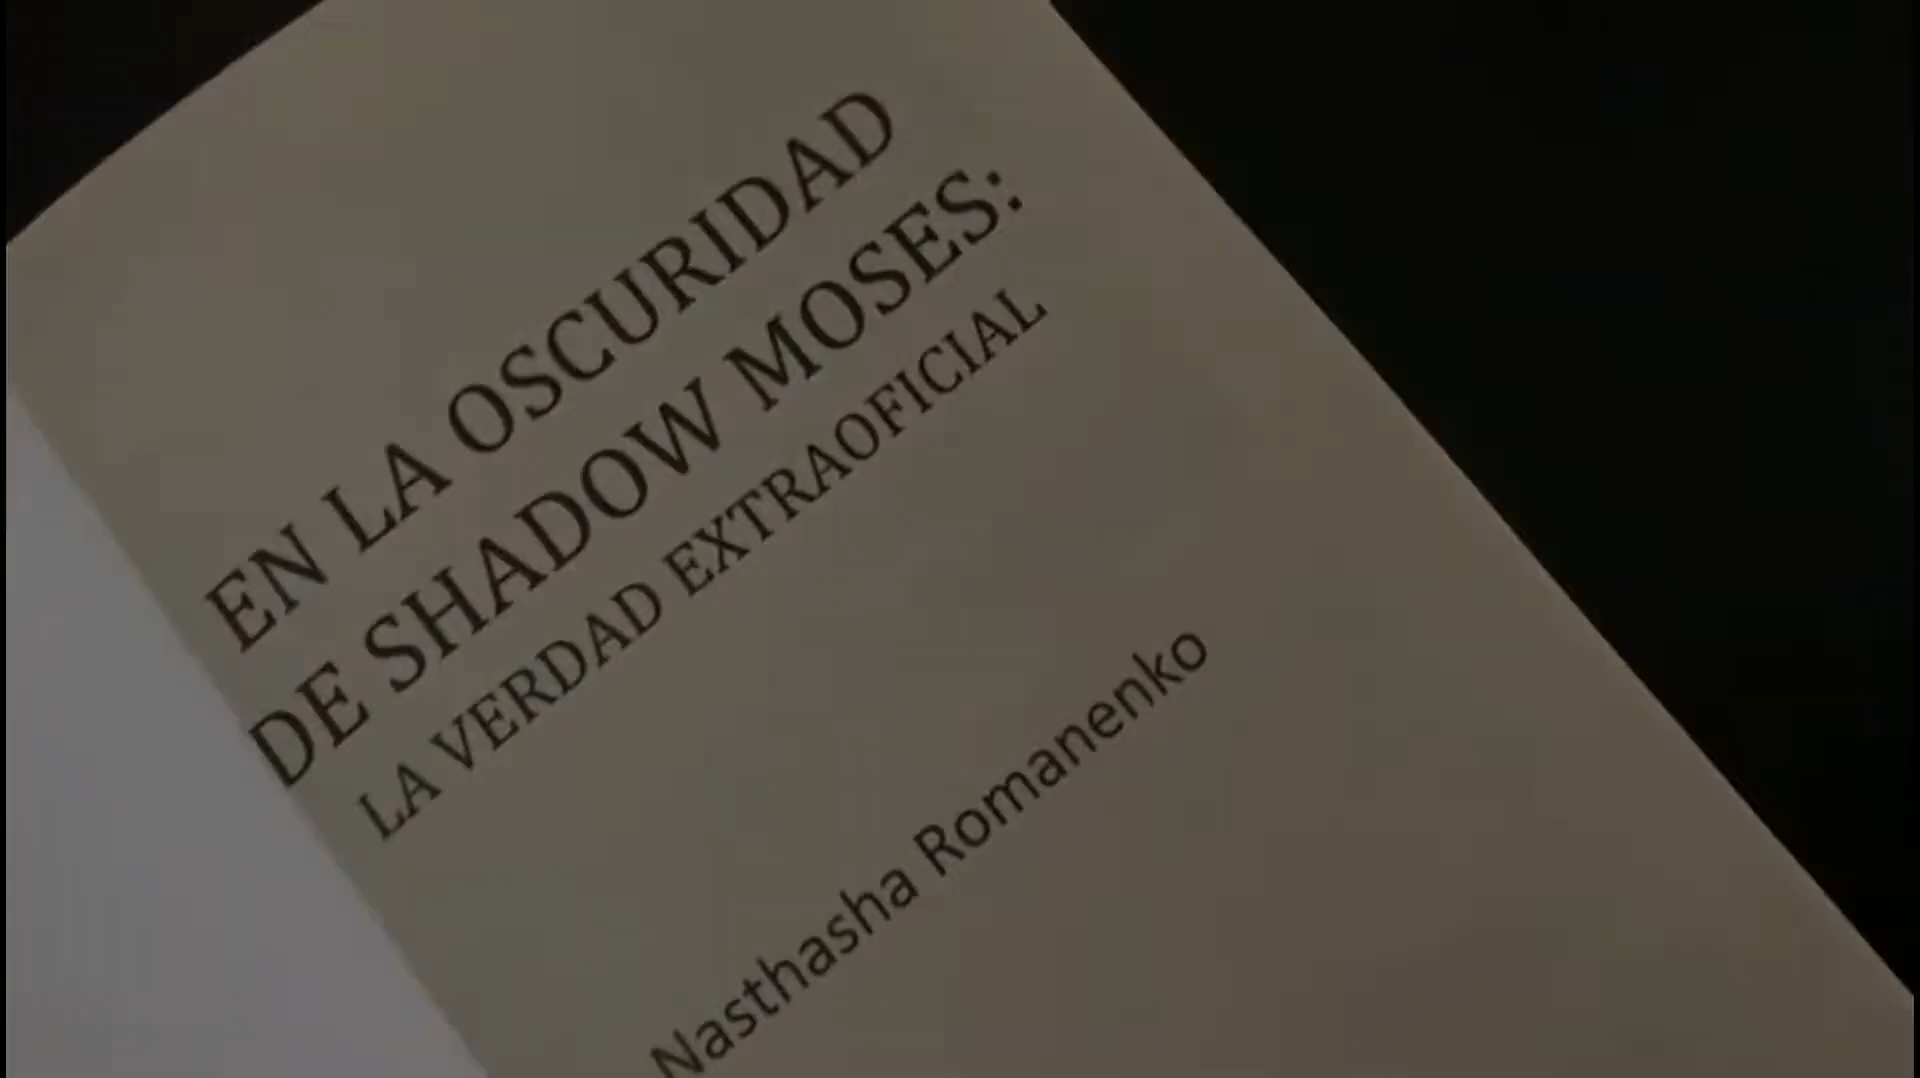 EN LA OSCURIDAD
DE SHADOW MOSES:
LA VERDAD EXTRAOFICIAL
Nasthasha Romanenko